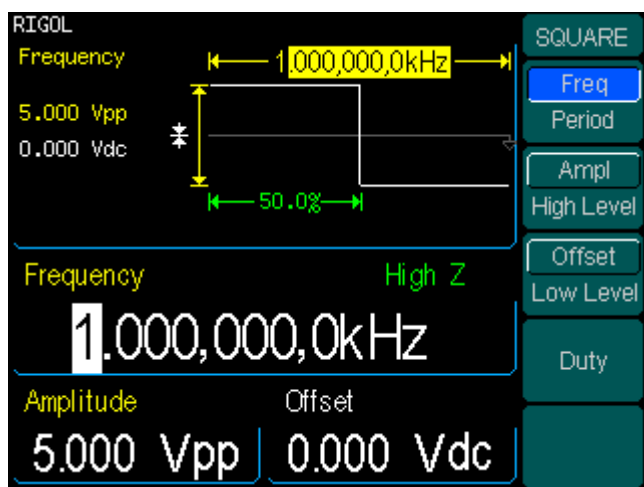 RIGOL
SQUARE
Frequency
1.000,000,0kHz
Freq
Period
5.000 Vpp
0.000 Vdc
Ampl
High Level
50.0%
Offset
Low Level
Frequency
High Z
1.000,000,0kHz
Duty
Amplitude
Offset
5.000 Vpp
0.000 Vdc